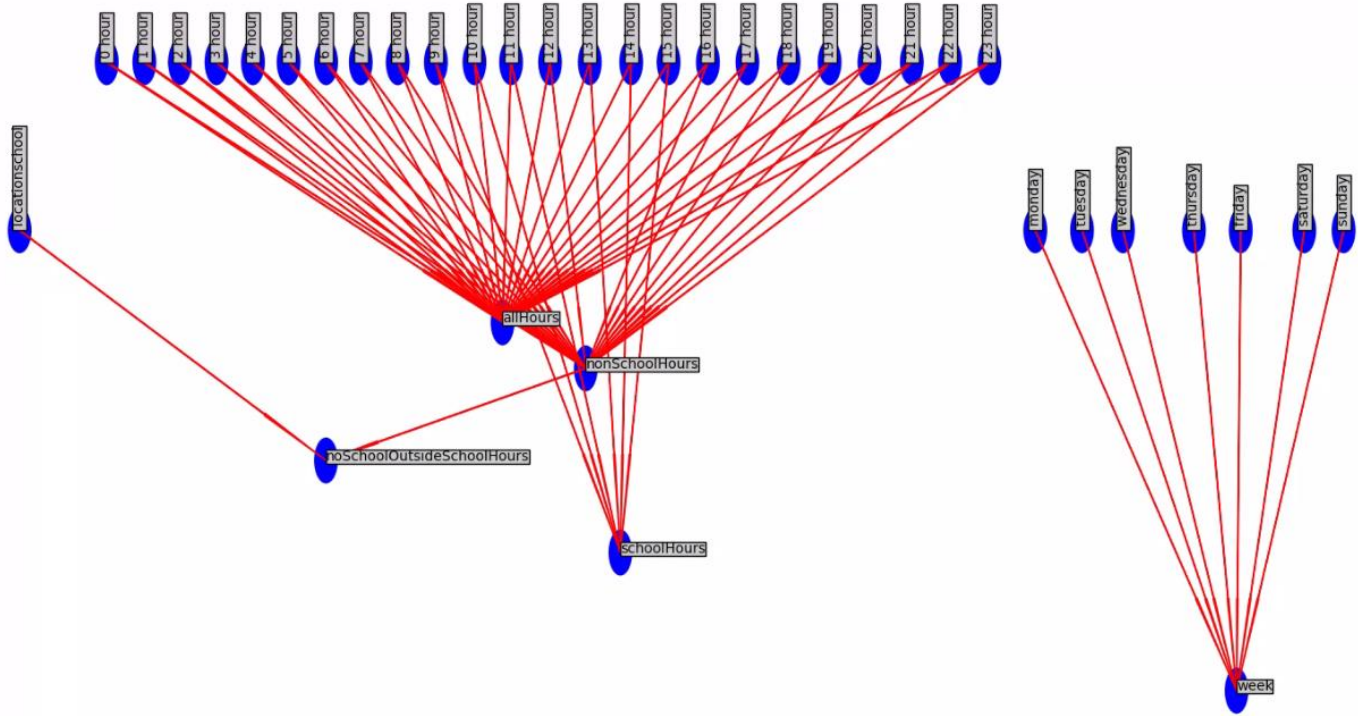 0 hour
1 hour
2 hour
3 hour
4 hour
5 hour
6 hour
7 hour
8 hour
9 hour
10 hour
11 hour
12 hour
13 hour
14 hour
15 hour
16 hour
17 hour
18 hour
19 hour
20 hour
21 hour
22 hour
23 hour
locationschool
monday
tuesday
wednesday
thursday
friday
saturday
sunday
allHours
nonSchoolHours
noSchoolOutsideSchoolHours
schoolHours
week